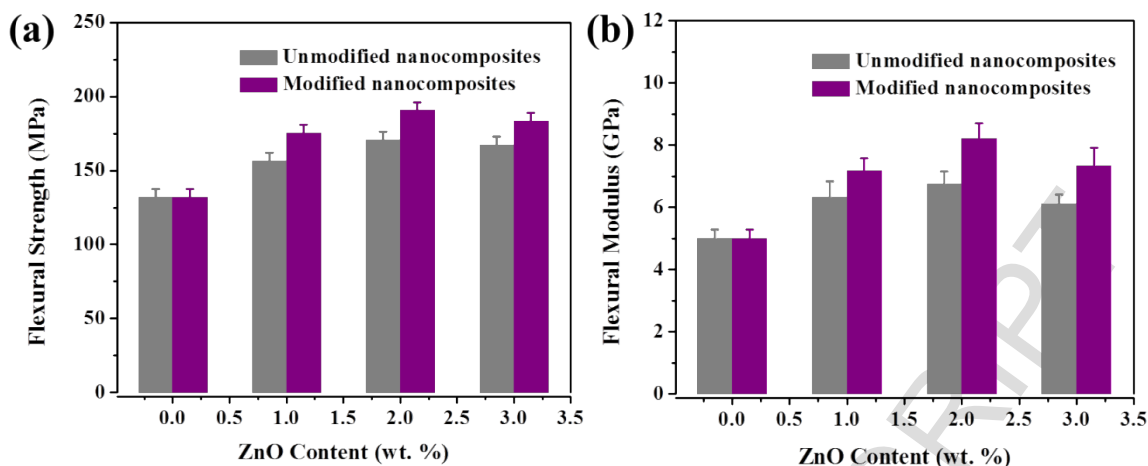 (a)
Unmodified nanocomposites
Modified nanocomposites
Flexural Strength (MPa)
250
200
150
100
50
0
0.0 0.5 1.0 1.5 2.0 2.5 3.0 3.5
ZnO Content (wt. %)
(b)
Unmodified nanocomposites
Modified nanocomposites
Flexural Modulus (GPa)
12
10
8
6
4
2
0
0.0 0.5 1.0 1.5 2.0 2.5 3.0 3.5
ZnO Content (wt. %)
RIPT